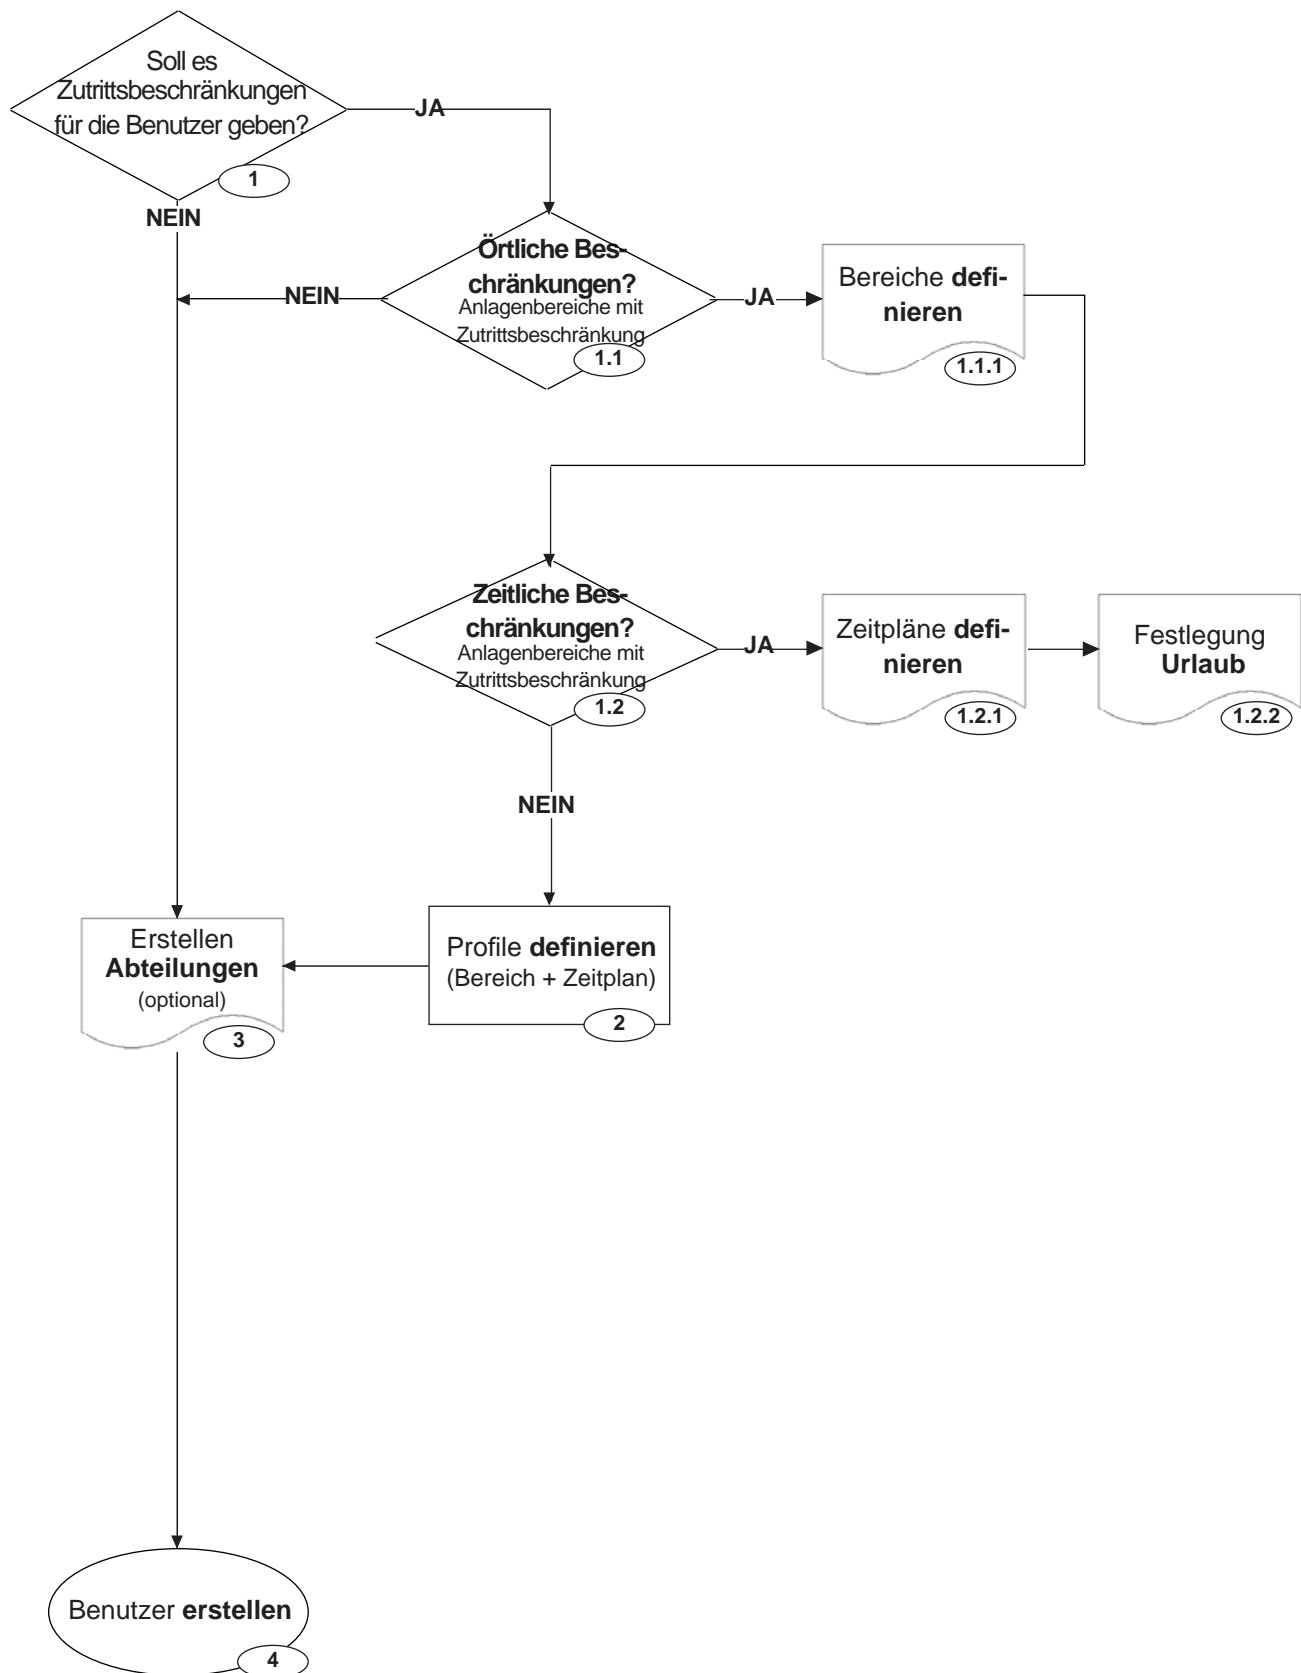 Soll es
Zutrittsbeschränkungen
für die Benutzer geben?
1
JA
NEIN
Örtliche Bes-
chränkungen?
Anlagenbereiche mit
Zutrittsbeschränkung
1.1
NEIN
JA
Bereiche defi-
nieren
1.1.1
Zeitliche Bes-
chränkungen?
Anlagenbereiche mit
Zutrittsbeschränkung
1.2
JA
Zeitpläne defi-
nieren
1.2.1
Festlegung
Urlaub
1.2.2
NEIN
Profile definieren
(Bereich + Zeitplan)
2
Erstellen
Abteilungen
(optional)
3
Benutzer erstellen
4